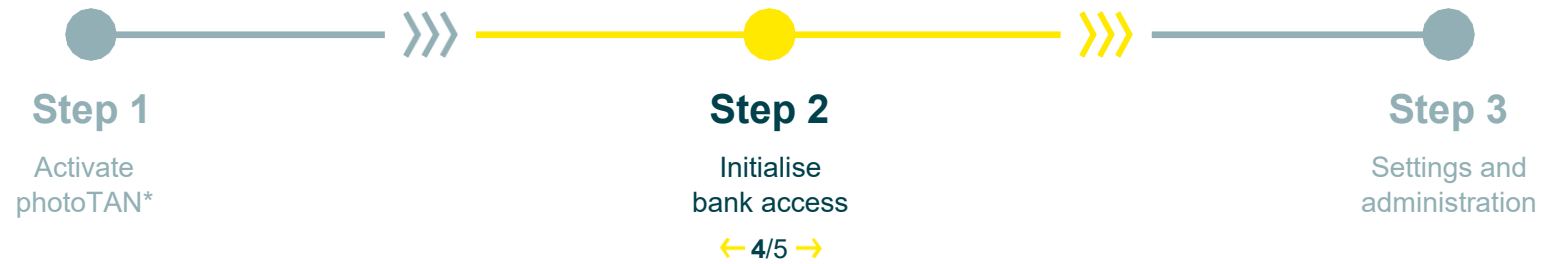 Step 1
Activate
photoTAN*
Step 2
Initialise
bank access
4/5
Step 3
Settings and
administration